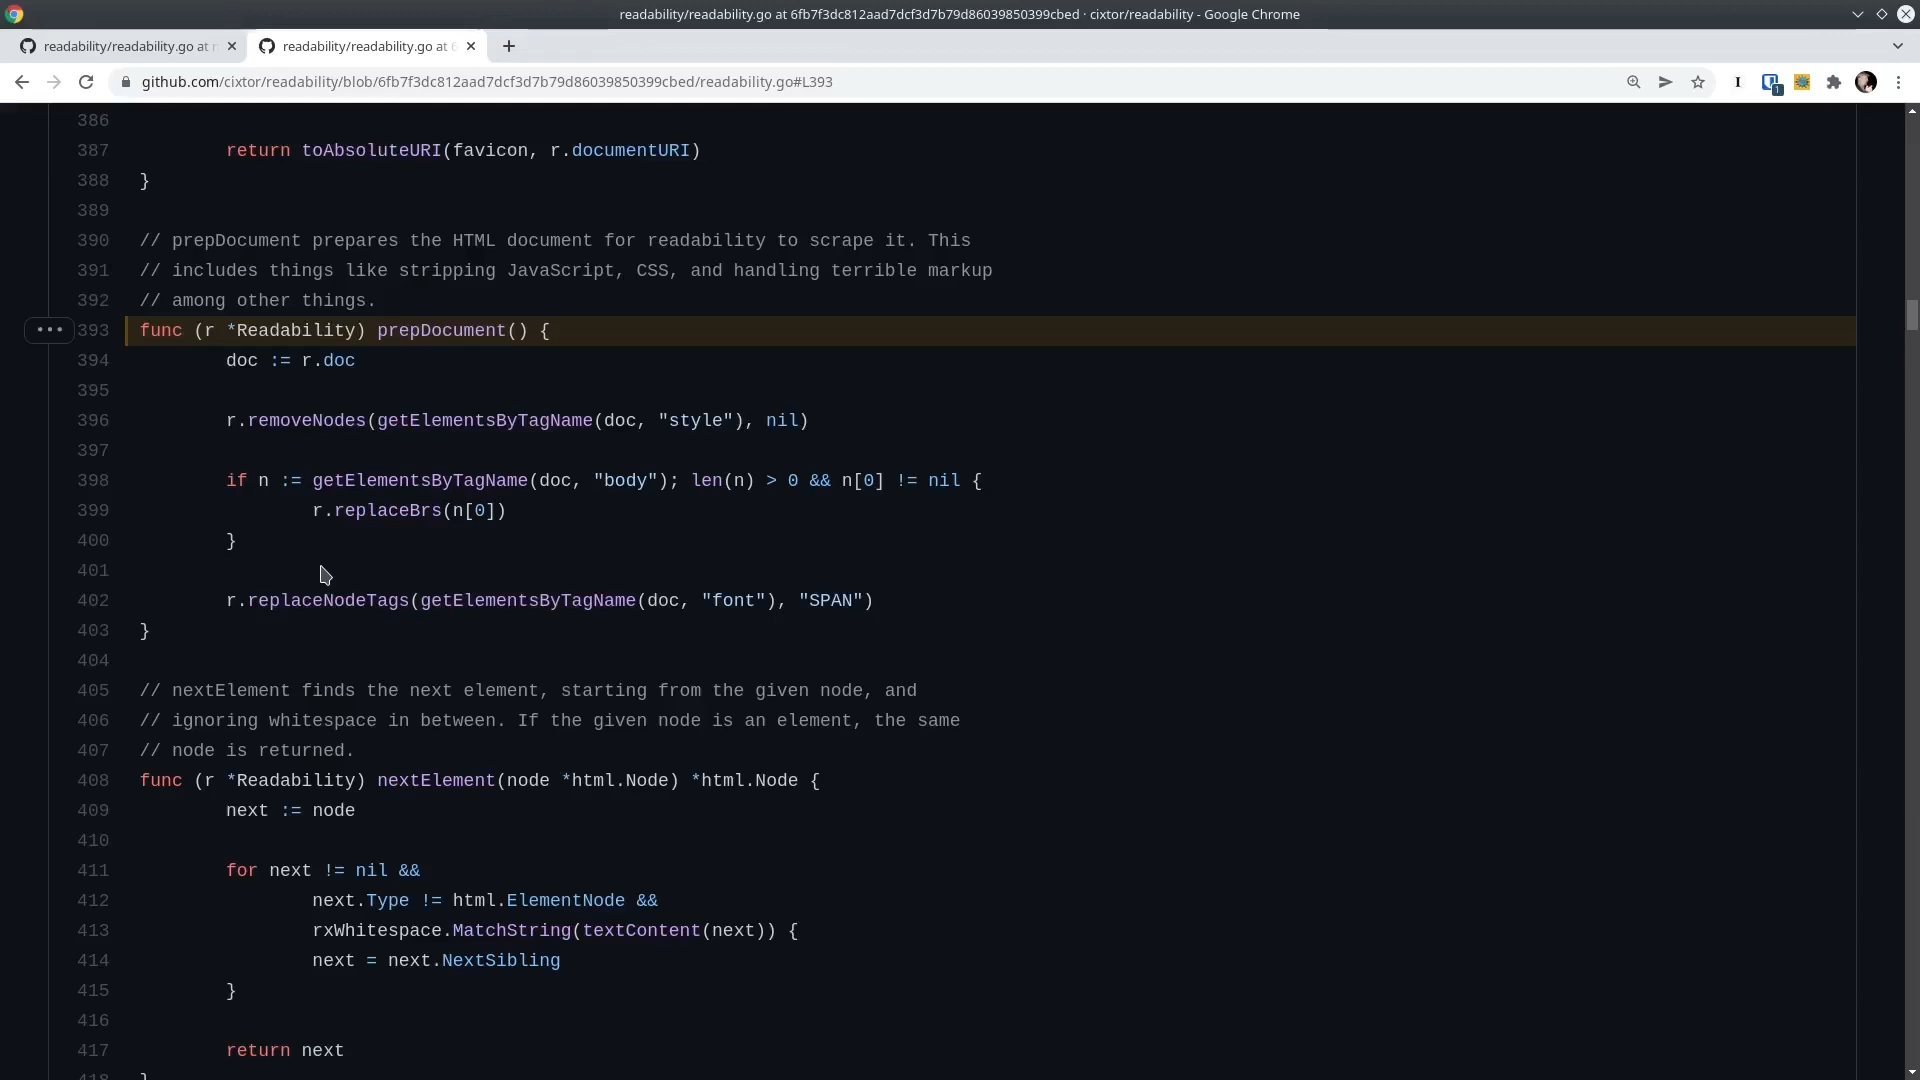 readability/readability.go at 6fb7f3dc812aad7dcf3d7b79d86039850399cbed · cixtor/readability - Google Chrome
readability/readability.go at
readability/readability.go at 6
github.com/cixtor/readability/blob/6fb7f3dc812aad7dcf3d7b79d86039850399cbed/readability.go#L393
I
1
386
387 return toAbsoluteURI(favicon, r.documentURI)
388 }
389
390 // prepDocument prepares the HTML document for readability to scrape it. This
391 // includes things like stripping JavaScript, CSS, and handling terrible markup
392 // among other things.
393 func (r *Readability) prepDocument() {
394 doc := r.doc
395
396 r.removeNodes(getElementsByTagName(doc, "style"), nil)
397
398 if n := getElementsByTagName(doc, "body"); len(n) > 0 && n[0] != nil {
399 r.replaceBrs(n[0])
400 }
401
402 r.replaceNodeTags(getElementsByTagName(doc, "font"), "SPAN")
403 }
404
405 // nextElement finds the next element, starting from the given node, and
406 // ignoring whitespace in between. If the given node is an element, the same
407 // node is returned.
408 func (r *Readability) nextElement(node *html.Node) *html.Node {
409 next := node
410
411 for next != nil &&
412 next.Type != html.ElementNode &&
413 rxWhitespace.MatchString(textContent(next)) {
414 next = next.NextSibling
415 }
416
417 return next
418 }